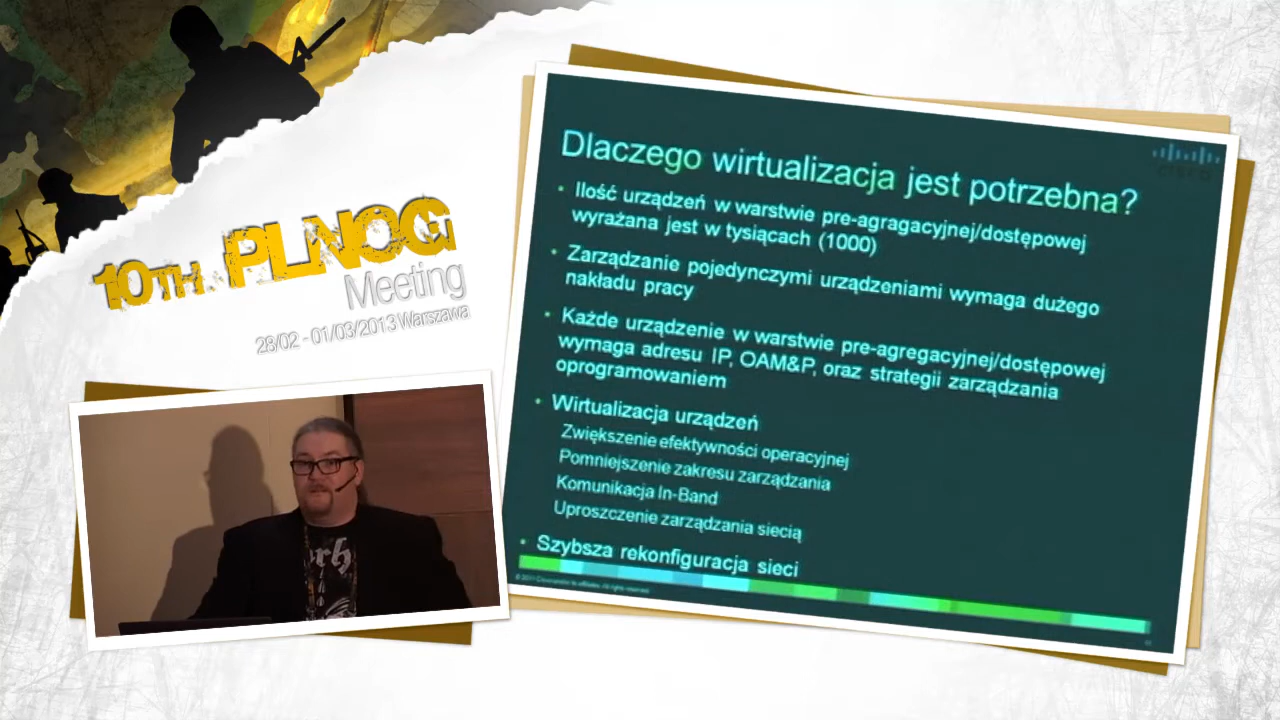 10TH PLNOG
Meeting
28/02 - 01/03/2013 Warszawa
Dlaczego wirtualizacja jest potrzebna?
• Ilość urządzeń w warstwie pre-agragacyjnej/dostępowej
wyrażana jest w tysiącach (1000)
• Zarządzanie pojedynczymi urządzeniami wymaga dużego
nakładu pracy
• Każde urządzenie w warstwie pre-agregacyjnej/dostępowej
wymaga adresu IP, OAM&P, oraz strategii zarządzania
oprogramowaniem
• Wirtualizacja urządzeń
Zwiększenie efektywności operacyjnej
Pomniejszenie zakresu zarządzania
Komunikacja In-Band
Uproszczenie zarządzania siecią
• Szybsza rekonfiguracja sieci